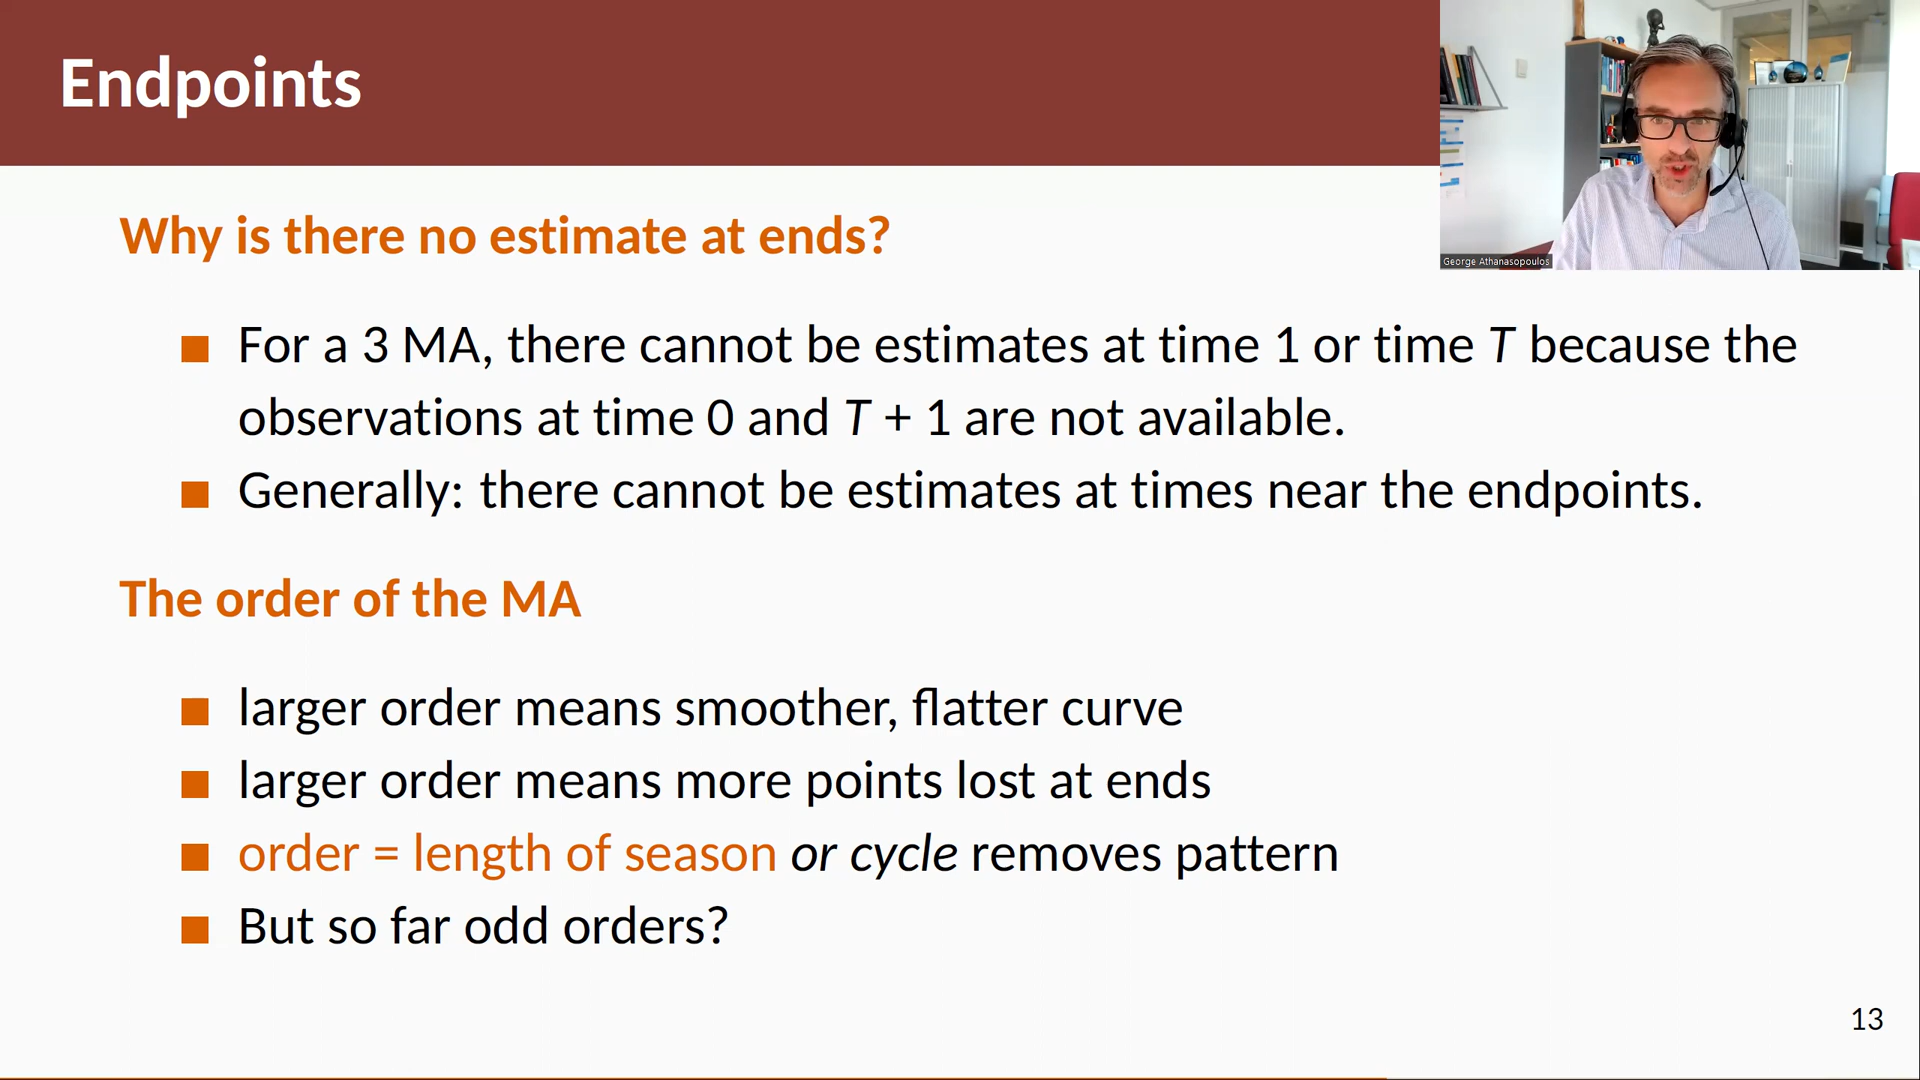 Endpoints
George Athanasopoulos
Why is there no estimate at ends?
■ For a 3 MA, there cannot be estimates at time 1 or time T because the
observations at time 0 and T + 1 are not available.
■ Generally: there cannot be estimates at times near the endpoints.
The order of the MA
■ larger order means smoother, flatter curve
■ larger order means more points lost at ends
■ order = length of season or cycle removes pattern
■ But so far odd orders?
13